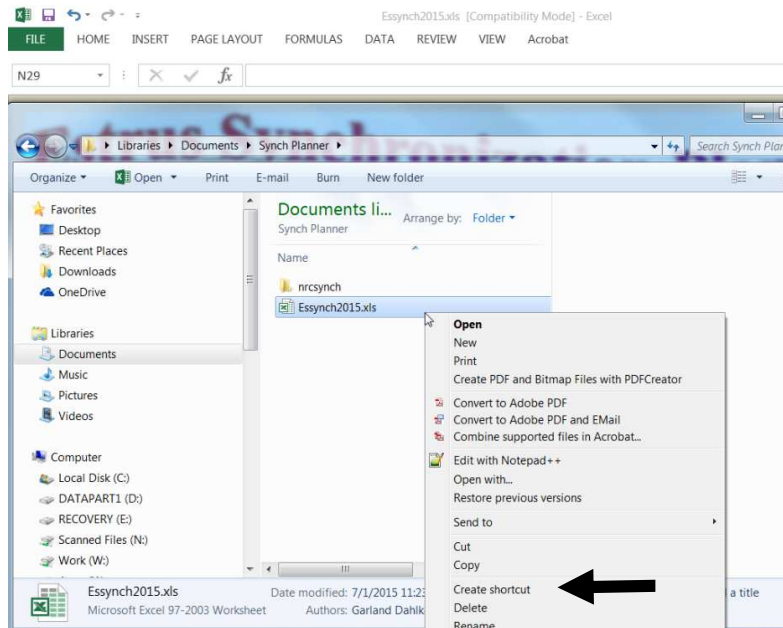 Essynch2015.xls [Compatibility Mode] - Excel
FILE HOME INSERT PAGE LAYOUT FORMULAS DATA REVIEW VIEW Acrobat
N29 fx
Estrus Synchronization
Libraries Documents Synch Planner Search Synch Plan
Organize Open Print E-mail Burn New folder
Favorites
Desktop
Recent Places
Downloads
OneDrive
Libraries
Documents
Music
Pictures
Videos
Computer
Local Disk (C:)
DATAPART1 (D:)
RECOVERY (E:)
Scanned Files (N:)
Work (W:)
Documents li... Arrange by: Folder
Synch Planner
Name
nrcsynch
Essynch2015.xls
Open
New
Print
Create PDF and Bitmap Files with PDFCreator
Convert to Adobe PDF
Convert to Adobe PDF and EMail
Combine supported files in Acrobat...
Edit with Notepad++
Open with...
Restore previous versions
Send to
Cut
Copy
Create shortcut
Delete
Rename
Essynch2015.xls Date modified: 7/1/2015 11:23 d a title
Microsoft Excel 97-2003 Worksheet Authors: Garland Dahlk